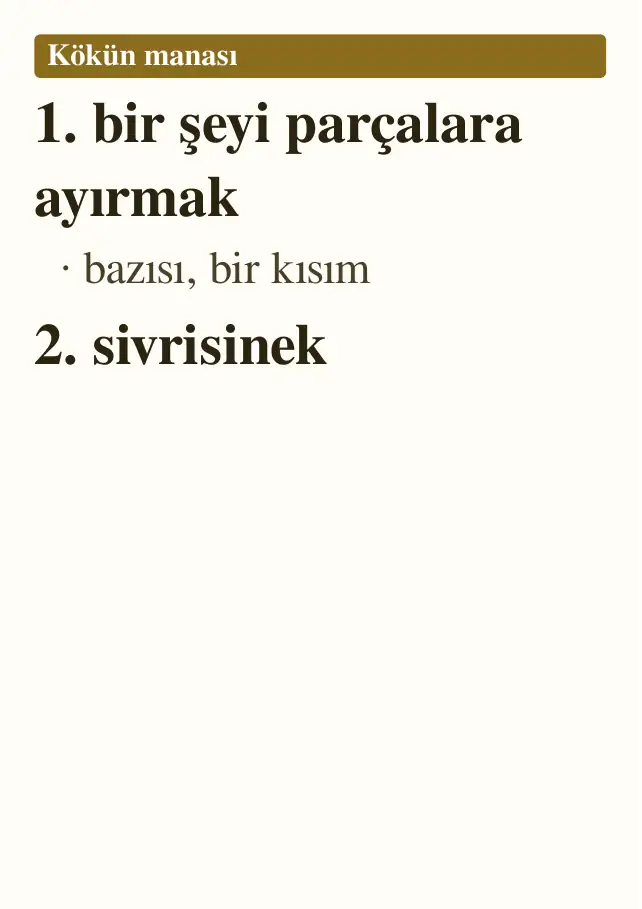 Kökün manası
1. bir şeyi parçalara
ayırmak
· bazısı, bir kısım
2. sivrisinek